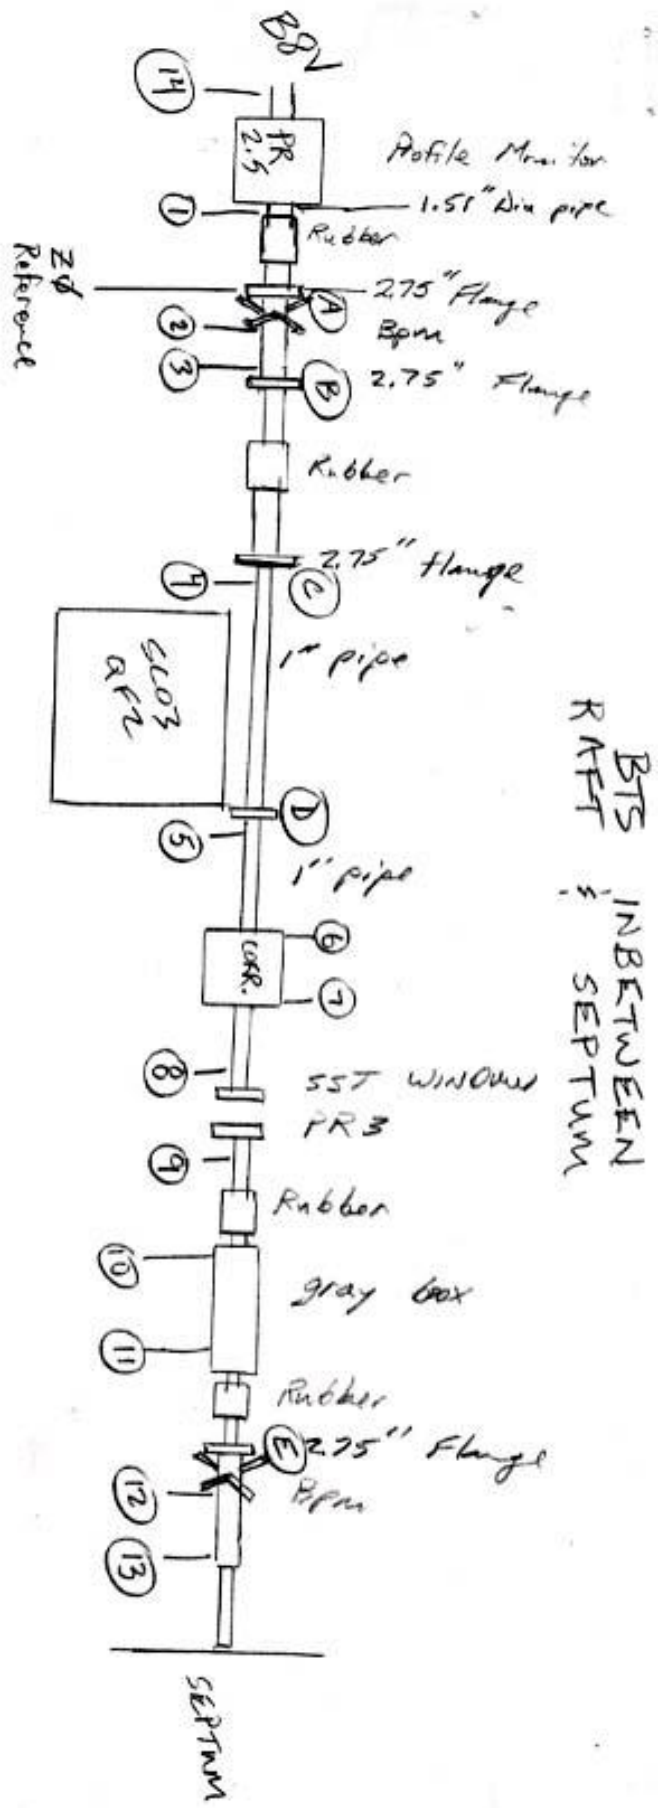 BTS INBETWEEN
RAFT & SEPTUM
B8V
14
PR
2.5
Profile Monitor
1.51" Dia pipe
1
Rubber
ZØ
Reference
2.75" Flange
A
Bpm
2
3
B
2.75" Flange
Rubber
2.75" flange
C
4
1" pipe
SLO3
QF2
D
5
1" pipe
6
CORR.
7
8
SST WINDOW
PR3
9
Rubber
10
gray box
11
Rubber
E
2.75" Flange
Bpm
12
13
SEPTUM